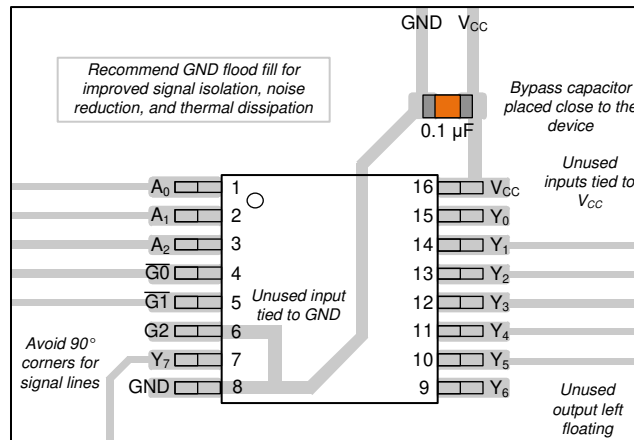 GND VCC
Recommend GND flood fill for
improved signal isolation, noise
reduction, and thermal dissipation
Bypass capacitor
placed close to the
device
0.1 µF
Unused
inputs tied to
VCC
A0 1 16 VCC
A1 2 15 Y0
A2 3 14 Y1
G0 4 13 Y2
G1 5 12 Y3
Unused input
tied to GND
G2 6 11 Y4
Avoid 90°
corners for
signal lines
Y7 7 10 Y5
GND 8 9 Y6
Unused
output left
floating